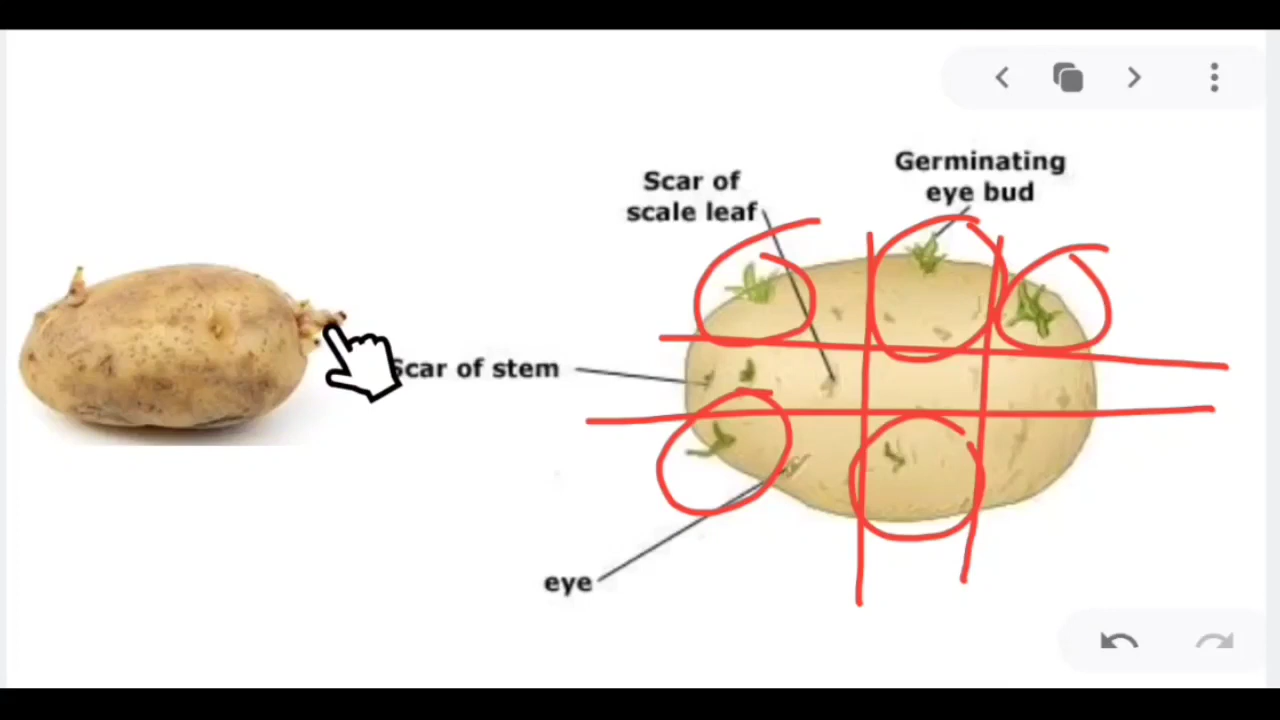 Scar of
scale leaf
Germinating
eye bud
Scar of stem
eye